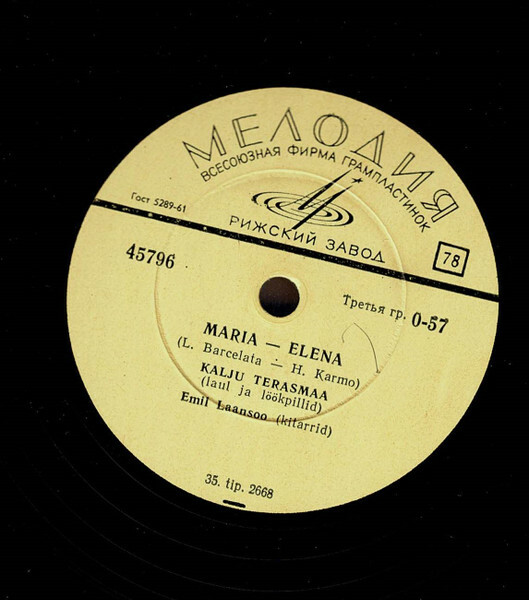 МЕЛОДИЯ
ВСЕСОЮЗНАЯ ФИРМА ГРАМПЛАСТИНОК
Гост 5289-61
РИЖСКИЙ ЗАВОД
78
45796
Третья гр. 0-57
MARIA — ELENA
(L. Barcelata — H. Karmo)
KALJU TERASMAA
(laul ja löökpillid)
Emil Laansoo (kitarrid)
35. tip. 2668